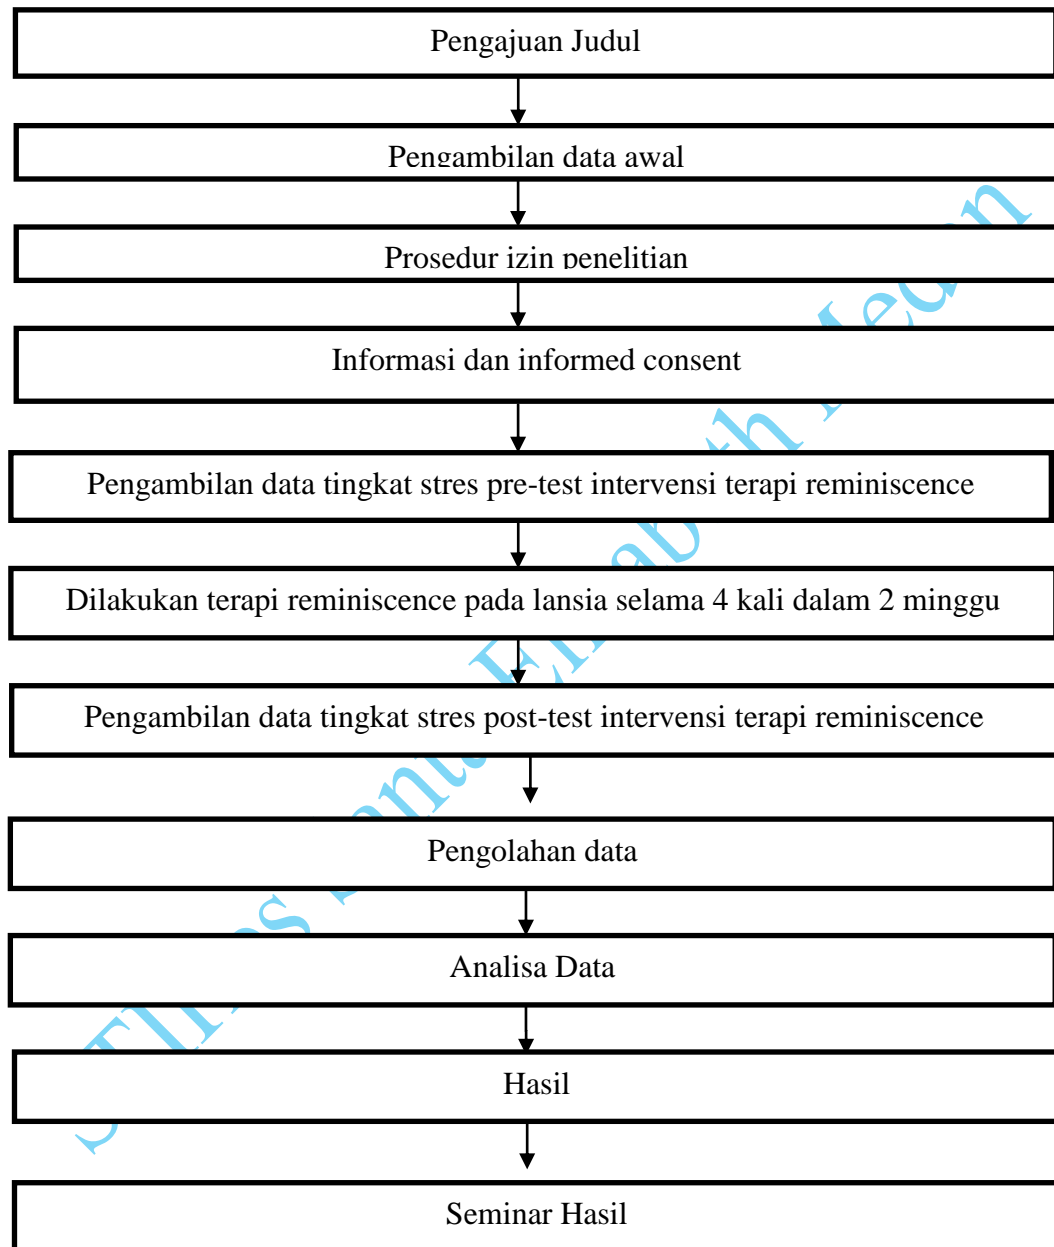 Pengajuan Judul
Pengambilan data awal
Prosedur izin penelitian
Informasi dan informed consent
Pengambilan data tingkat stres pre-test intervensi terapi reminiscence
Dilakukan terapi reminiscence pada lansia selama 4 kali dalam 2 minggu
Pengambilan data tingkat stres post-test intervensi terapi reminiscence
Pengolahan data
Analisa Data
Hasil
Seminar Hasil